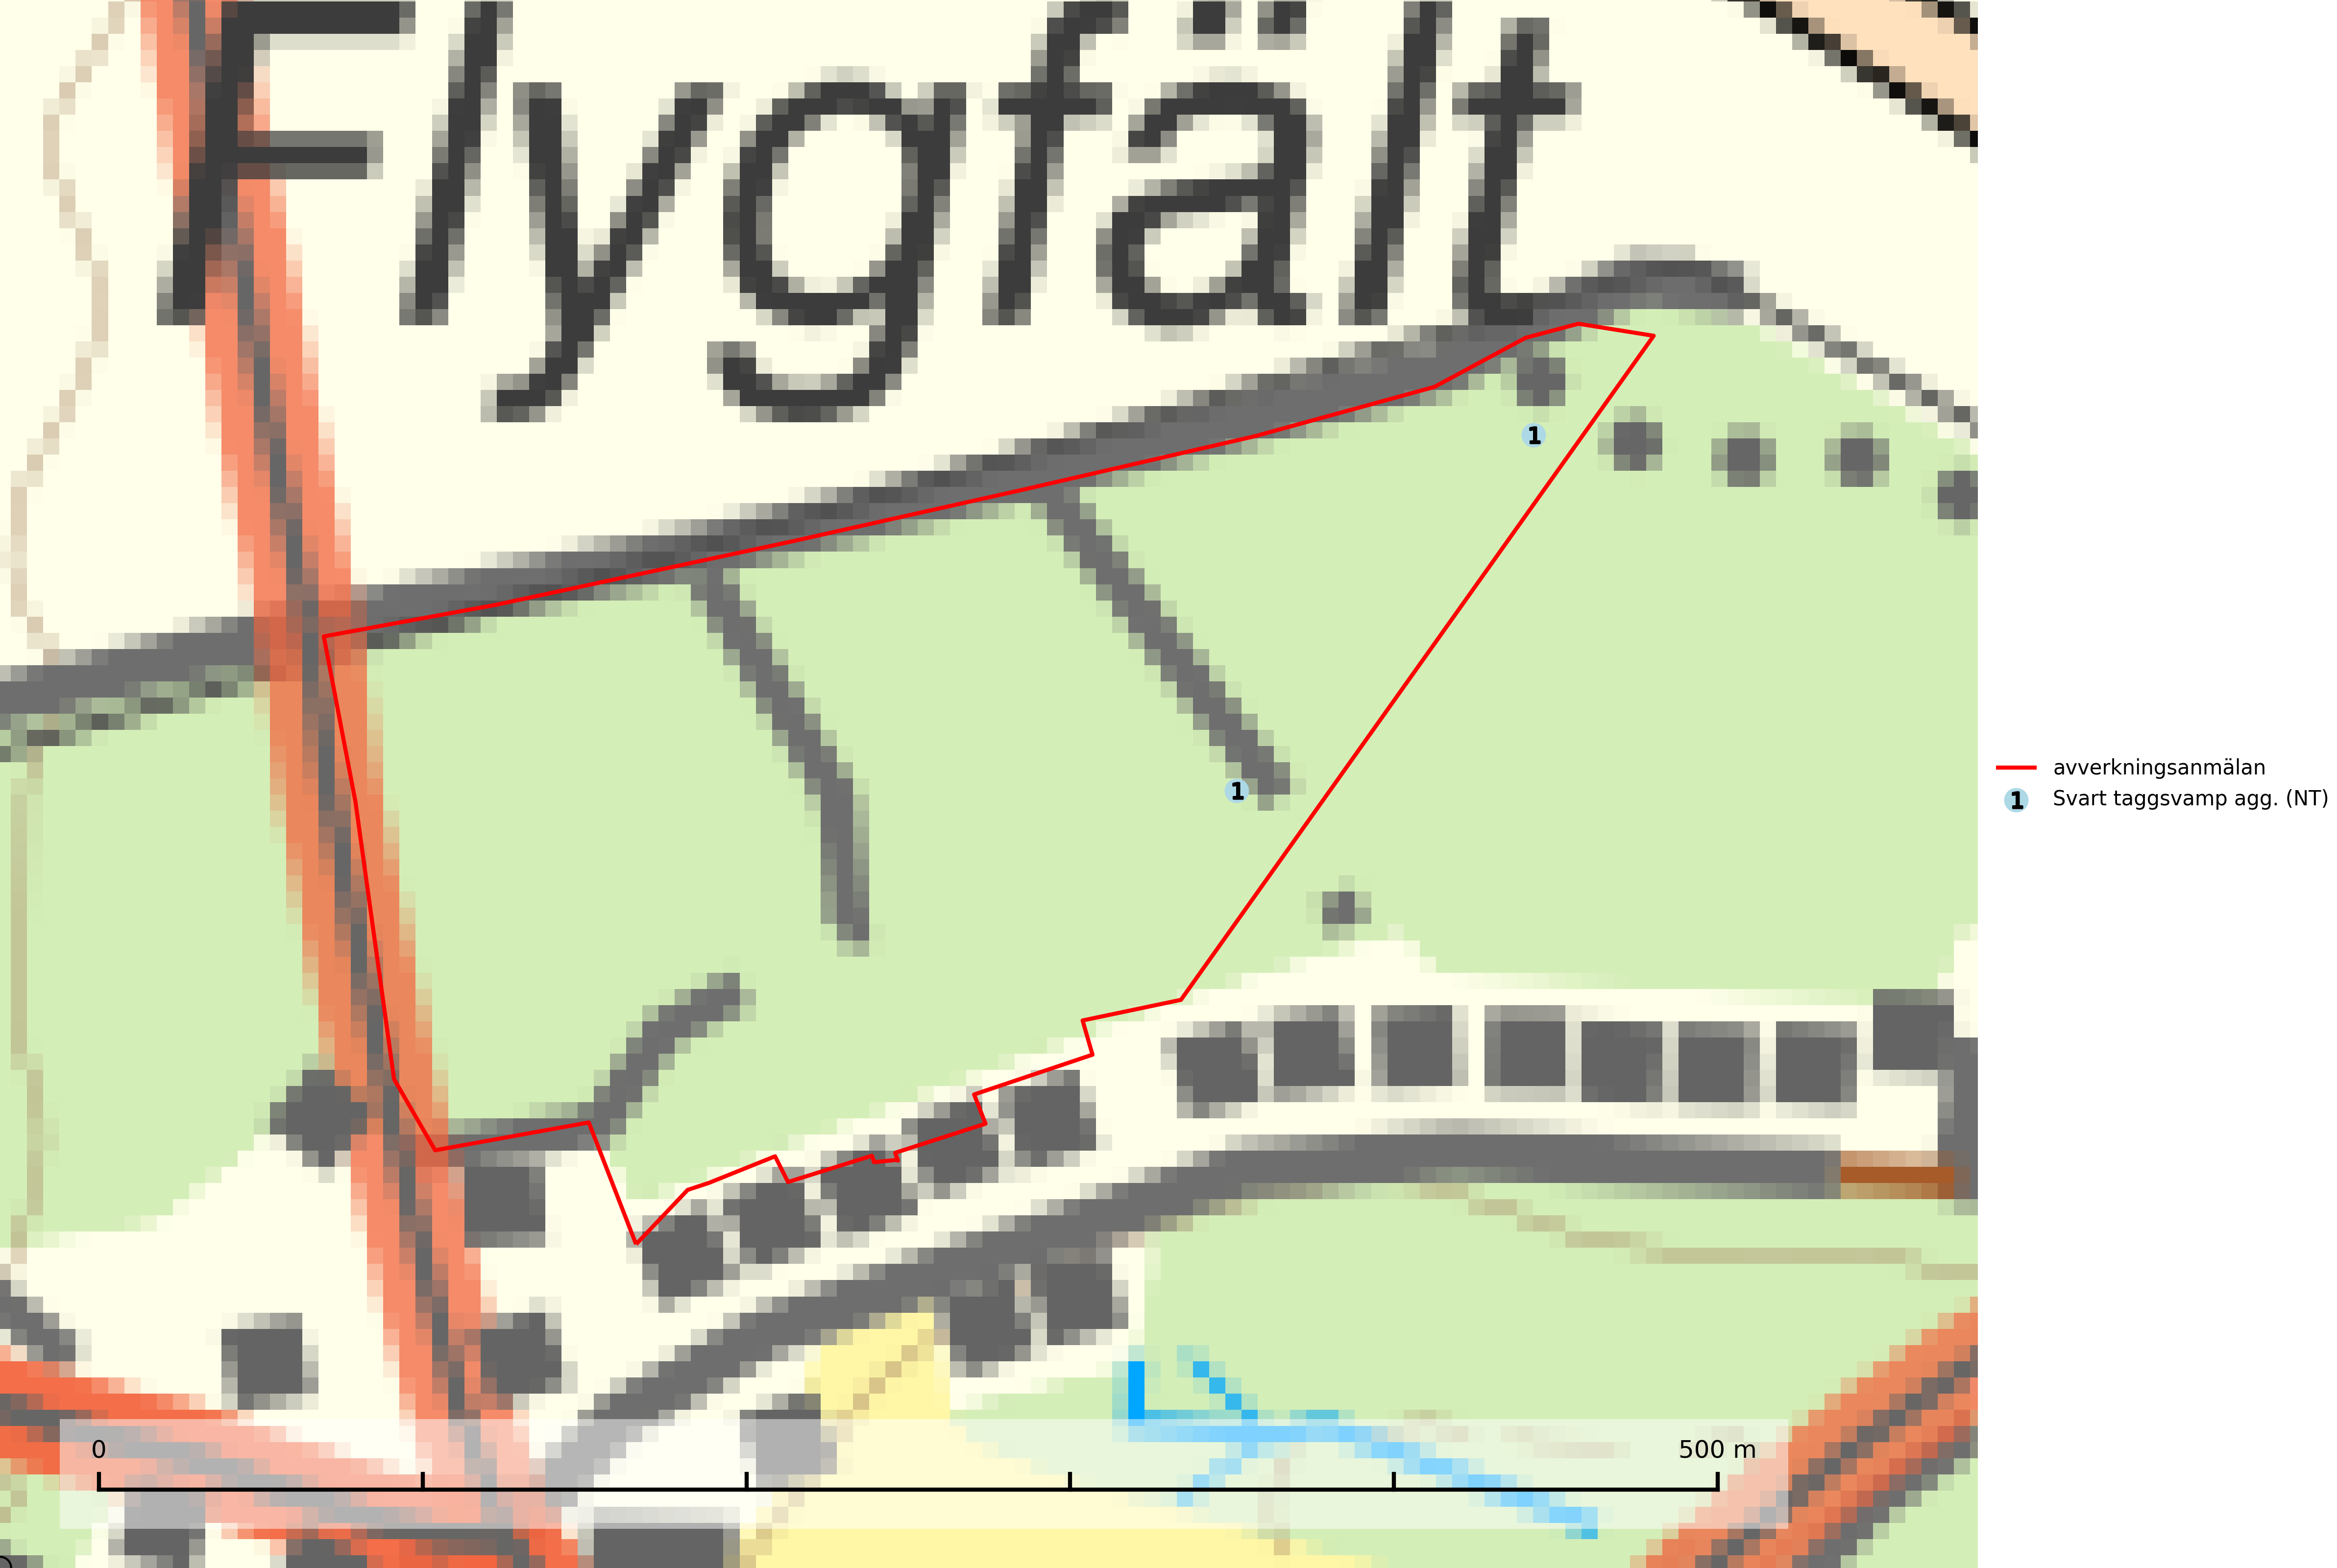 Flygfält
1
1
avverkningsanmälan
1 Svart taggsvamp agg. (NT)
0 500 m